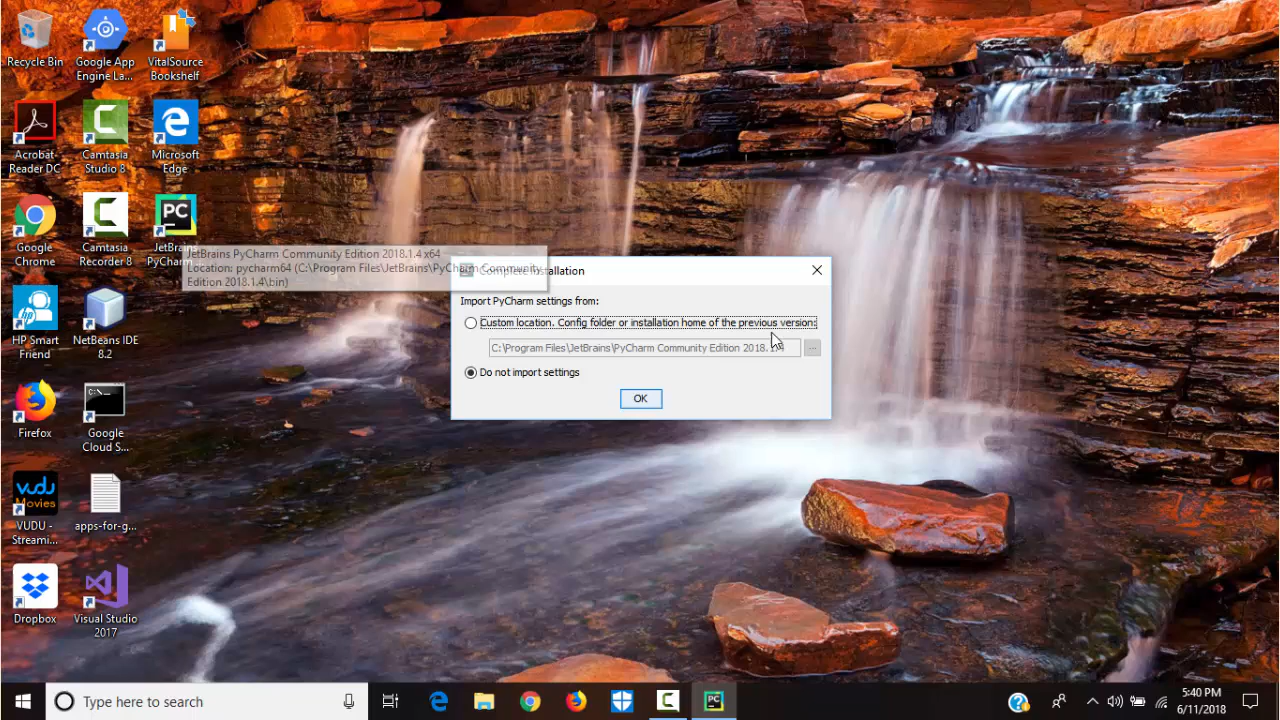 Recycle Bin
Google App
Engine La...
VitalSource
Bookshelf
Acrobat
Reader DC
Camtasia
Studio 8
Microsoft
Edge
Google
Chrome
Camtasia
Recorder 8
PC
JetBrains
PyCharm
JetBrains PyCharm Community Edition 2018.1.4 x64
Location: pycharm64 (C:\Program Files\JetBrains\PyCharm Community
Edition 2018.1.4\bin)
Complete Installation
Import PyCharm settings from:
Custom location. Config folder or installation home of the previous version:
C:\Program Files\JetBrains\PyCharm Community Edition 2018.1.4
...
Do not import settings
OK
HP Smart
Friend
NetBeans IDE
8.2
Firefox
C:\
Google
Cloud S...
vudu
Movies
VUDU -
Streami...
apps-for-g...
Dropbox
Visual Studio
2017
Type here to search
PC
5:40 PM
6/11/2018